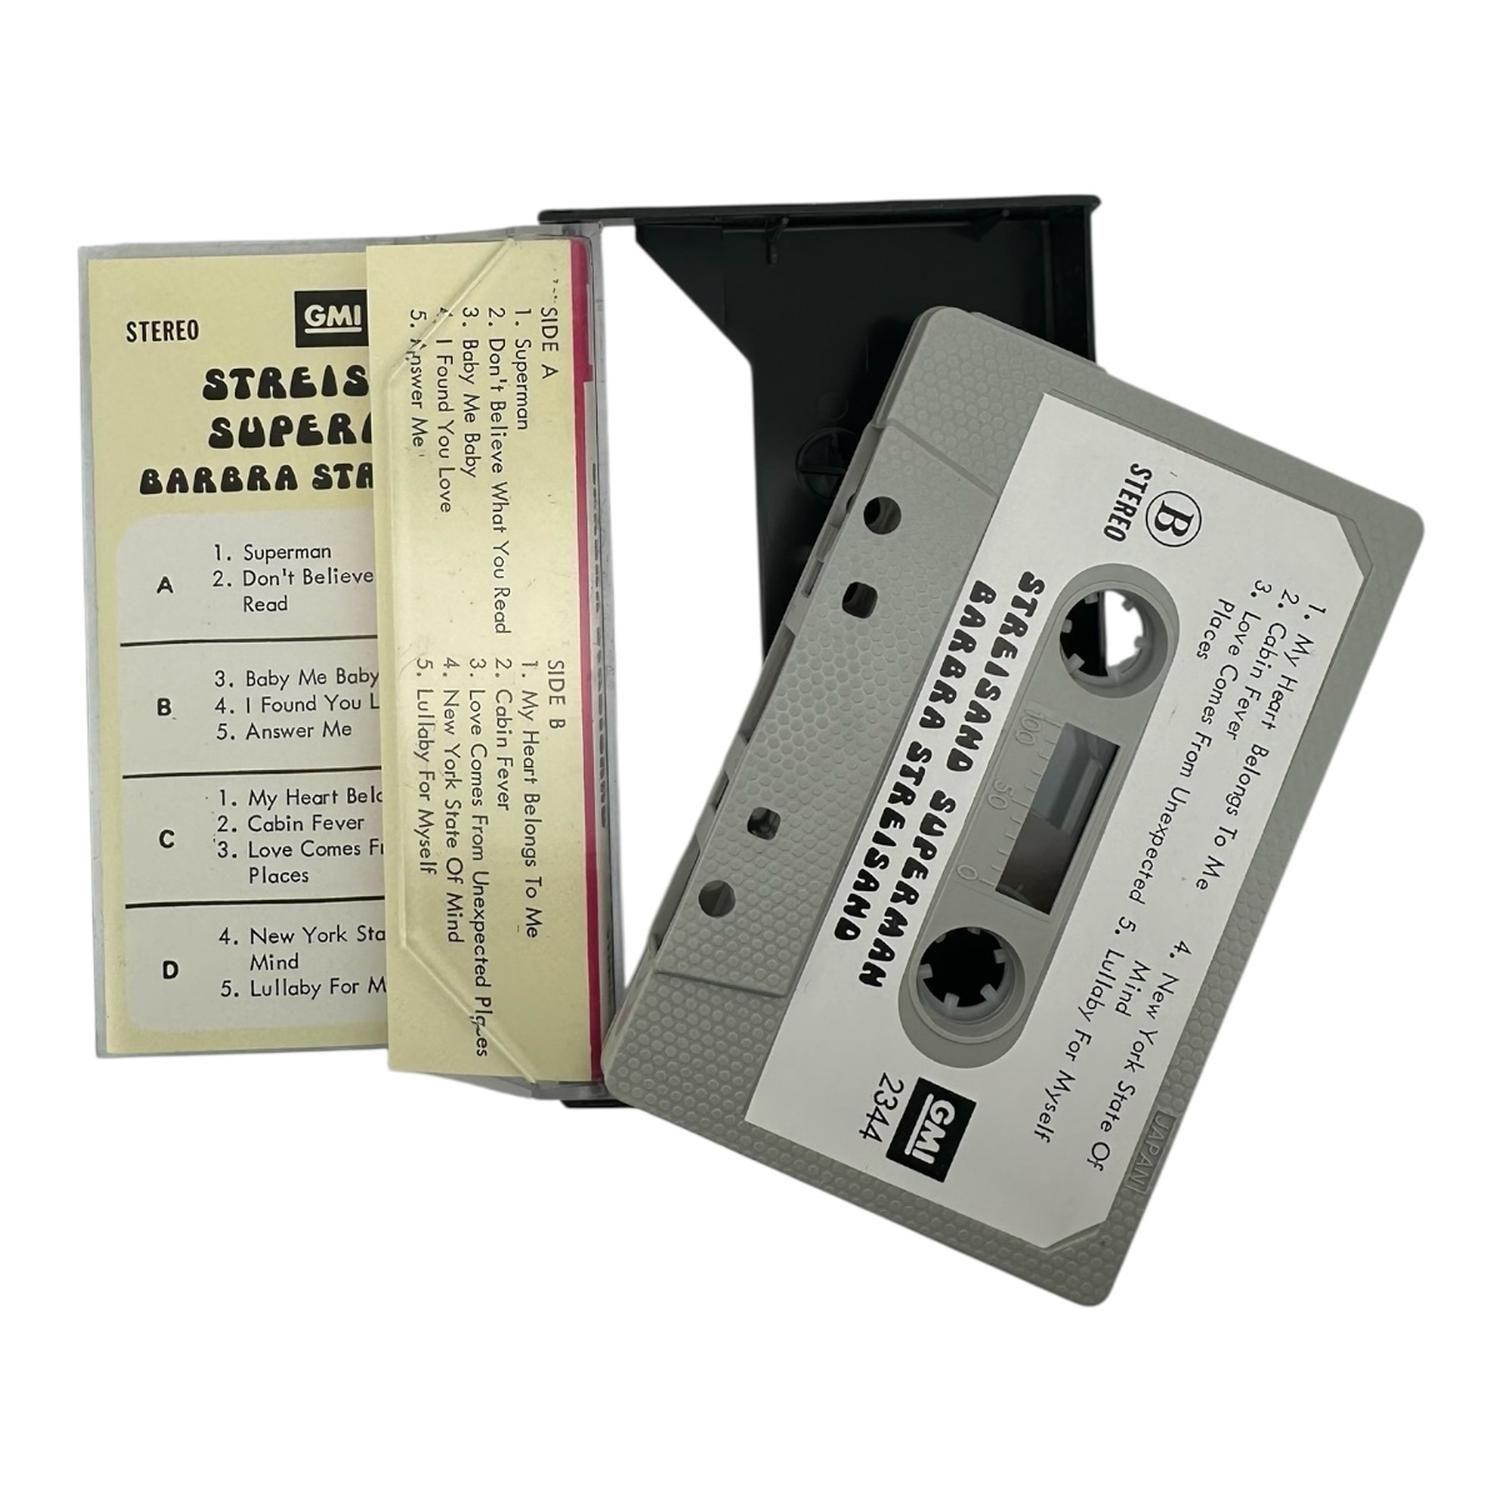 STEREO
GMI
STREIS
SUPER
BARBRA STR
A
1. Superman
2. Don't Believe
Read
B
3. Baby Me Baby
4. I Found You L
5. Answer Me
C
1. My Heart Belo
2. Cabin Fever
3. Love Comes Fr
Places
D
4. New York Sta
Mind
5. Lullaby For M
SIDE A
1. Superman
2. Don't Believe What You Read
3. Baby Me Baby
4. I Found You Love
5. Answer Me
SIDE B
1. My Heart Belongs To Me
2. Cabin Fever
3. Love Comes From Unexpected Places
4. New York State Of Mind
5. Lullaby For Myself
B
STEREO
1. My Heart Belongs To Me
2. Cabin Fever
3. Love Comes From Unexpected
Places
4. New York State Of
Mind
5. Lullaby For Myself
100 50 0
STREISAND SUPERMAN
BARBRA STREISAND
GMI
2344
JAPAN